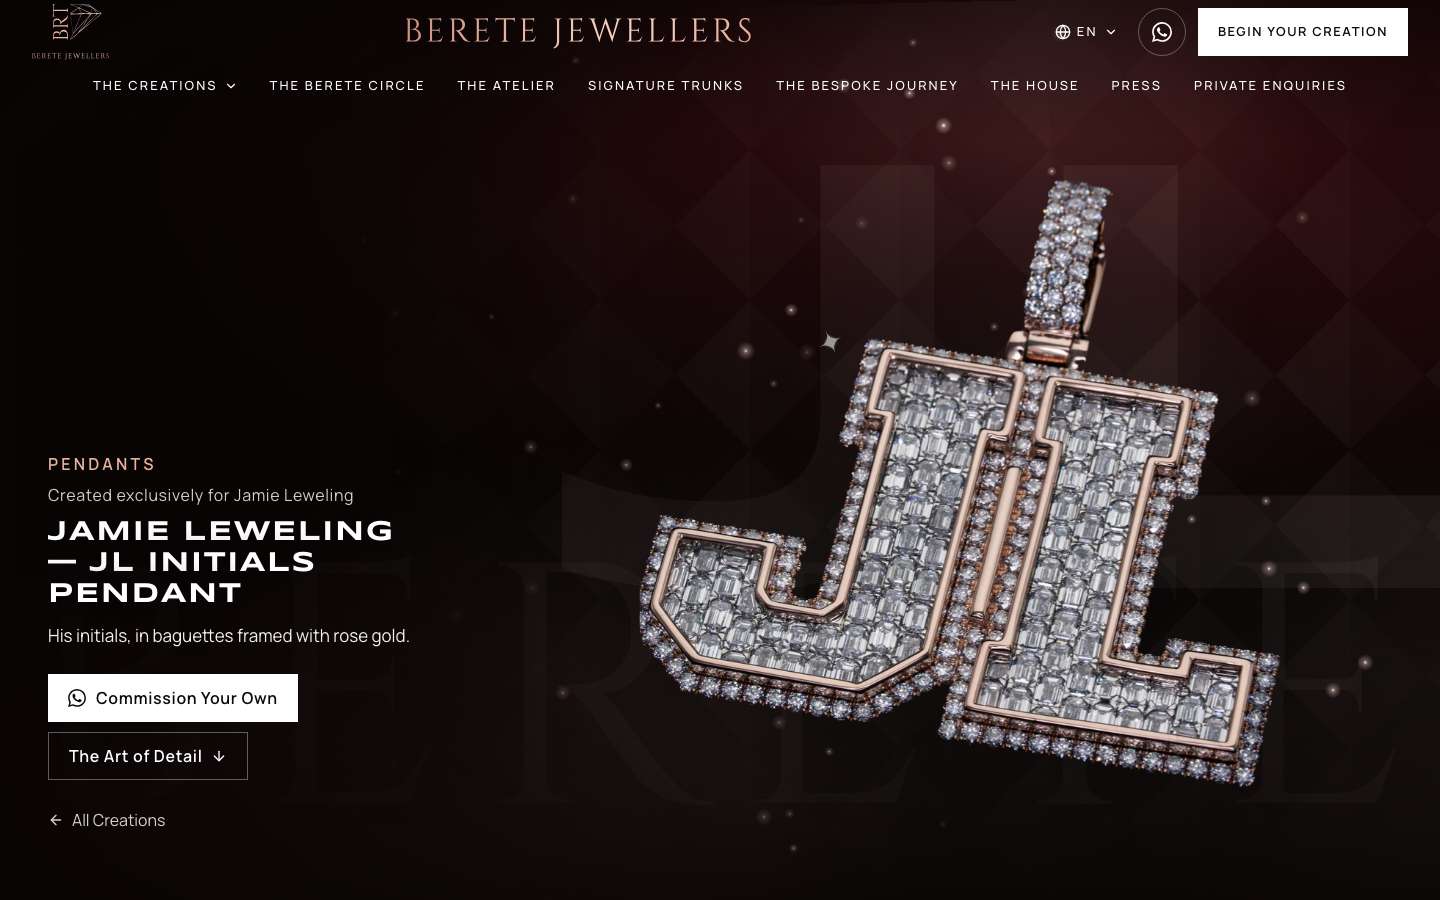 BRT
BERETE JEWELLERS
BERETE JEWELLERS
EN
BEGIN YOUR CREATION
THE CREATIONS
THE BERETE CIRCLE
THE ATELIER
SIGNATURE TRUNKS
THE BESPOKE JOURNEY
THE HOUSE
PRESS
PRIVATE ENQUIRIES
JL
PENDANTS
Created exclusively for Jamie Leweling
JAMIE LEWELING
— JL INITIALS
PENDANT
His initials, in baguettes framed with rose gold.
Commission Your Own
The Art of Detail
All Creations
BERETE